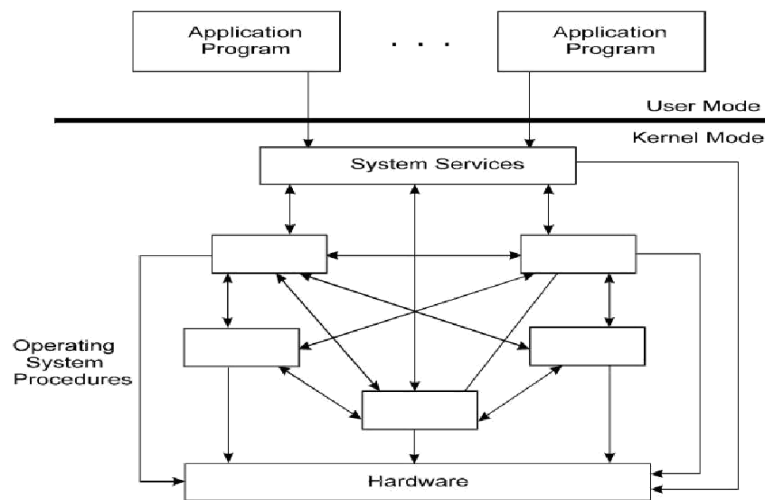 Application
Program
. . .
Application
Program
User Mode
Kernel Mode
System Services
Operating
System
Procedures
Hardware